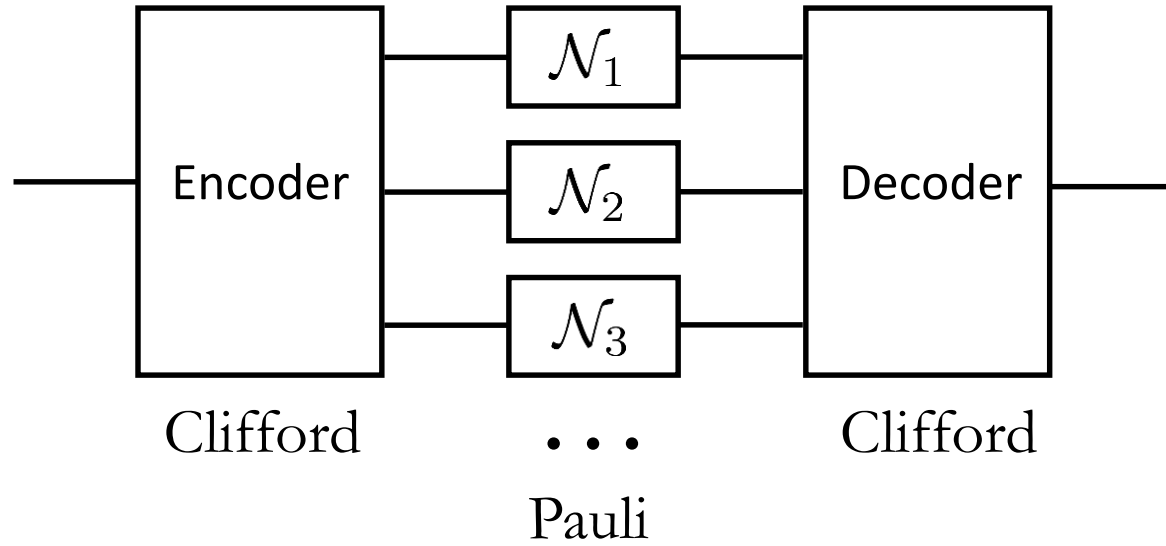 𝒩₁
Encoder
𝒩₂
Decoder
𝒩₃
Clifford
...
Clifford
Pauli